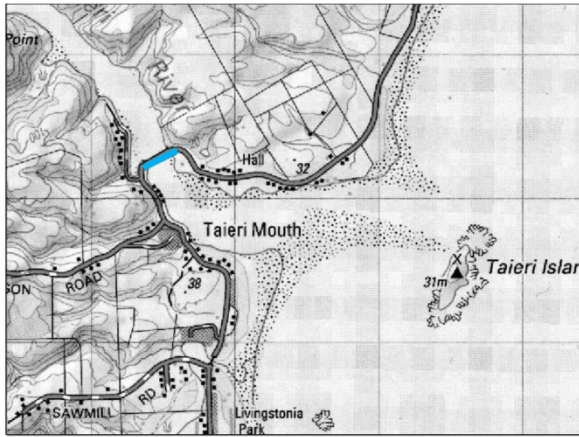 Point
River
Hall
32
Taieri Mouth
X
31m
Taieri Islan
SON ROAD
38
SAWMILL RD
Livingstonia
Park